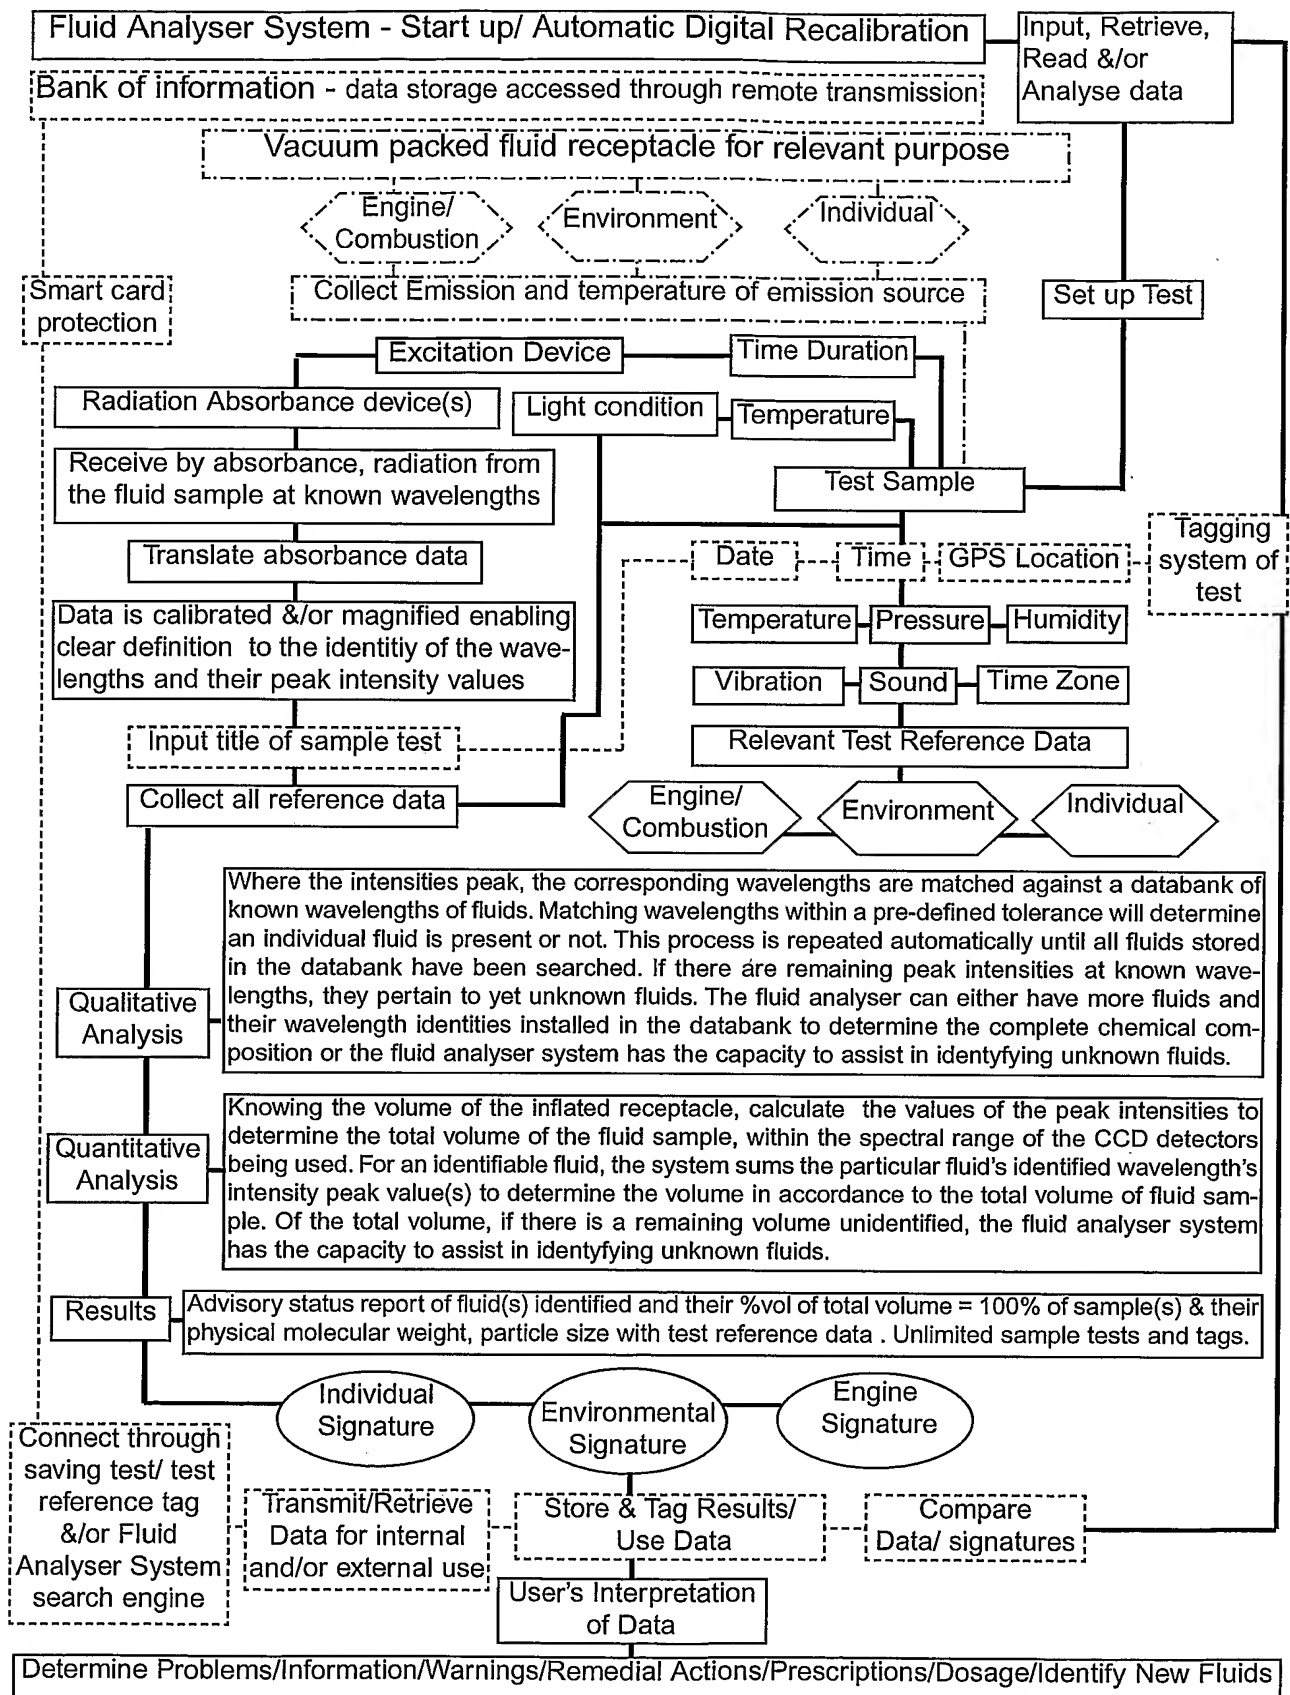 Fluid Analyser System - Start up/ Automatic Digital Recalibration
Input, Retrieve,
Read &/or
Analyse data
Bank of information - data storage accessed through remote transmission
Vacuum packed fluid receptacle for relevant purpose
Engine/
Combustion
Environment
Individual
Smart card
protection
Collect Emission and temperature of emission source
Set up Test
Excitation Device
Time Duration
Radiation Absorbance device(s)
Light condition
Temperature
Receive by absorbance, radiation from
the fluid sample at known wavelengths
Test Sample
Translate absorbance data
Date
Time
GPS Location
Tagging
system of
test
Data is calibrated &/or magnified enabling
clear definition to the identitiy of the wave-
lengths and their peak intensity values
Temperature
Pressure
Humidity
Vibration
Sound
Time Zone
Input title of sample test
Relevant Test Reference Data
Collect all reference data
Engine/
Combustion
Environment
Individual
Qualitative
Analysis
Where the intensities peak, the corresponding wavelengths are matched against a databank of
known wavelengths of fluids. Matching wavelengths within a pre-defined tolerance will determine
an individual fluid is present or not. This process is repeated automatically until all fluids stored
in the databank have been searched. If there are remaining peak intensities at known wave-
lengths, they pertain to yet unknown fluids. The fluid analyser can either have more fluids and
their wavelength identities installed in the databank to determine the complete chemical com-
position or the fluid analyser system has the capacity to assist in identyfying unknown fluids.
Quantitative
Analysis
Knowing the volume of the inflated receptacle, calculate the values of the peak intensities to
determine the total volume of the fluid sample, within the spectral range of the CCD detectors
being used. For an identifiable fluid, the system sums the particular fluid's identified wavelength's
intensity peak value(s) to determine the volume in accordance to the total volume of fluid sam-
ple. Of the total volume, if there is a remaining volume unidentified, the fluid analyser system
has the capacity to assist in identyfying unknown fluids.
Results
Advisory status report of fluid(s) identified and their %vol of total volume = 100% of sample(s) & their
physical molecular weight, particle size with test reference data . Unlimited sample tests and tags.
Individual
Signature
Environmental
Signature
Engine
Signature
Connect through
saving test/ test
reference tag
&/or Fluid
Analyser System
search engine
Transmit/Retrieve
Data for internal
and/or external use
Store & Tag Results/
Use Data
Compare
Data/ signatures
User's Interpretation
of Data
Determine Problems/Information/Warnings/Remedial Actions/Prescriptions/Dosage/Identify New Fluids